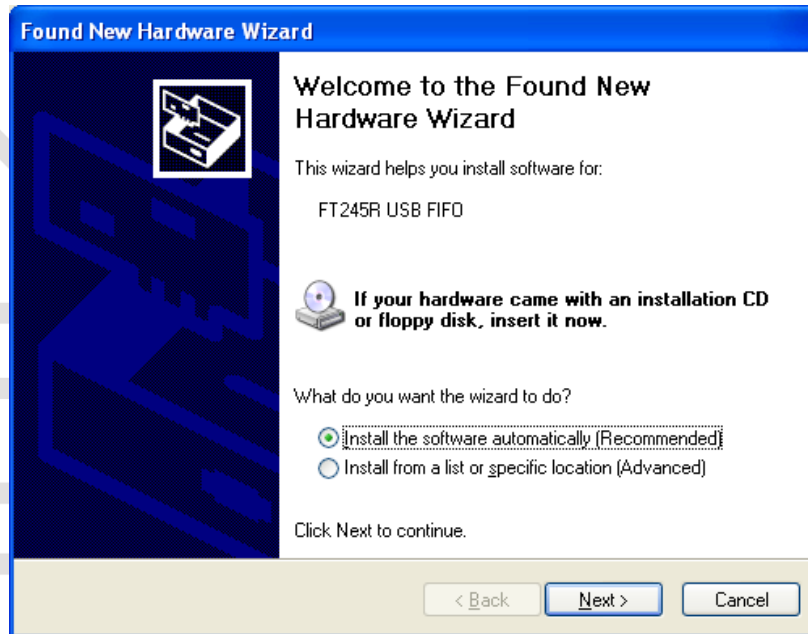 Found New Hardware Wizard
Welcome to the Found New
Hardware Wizard
This wizard helps you install software for:
FT245R USB FIFO
If your hardware came with an installation CD
or floppy disk, insert it now.
What do you want the wizard to do?
Install the software automatically (Recommended)
Install from a list or specific location (Advanced)
Click Next to continue.
< Back Next > Cancel